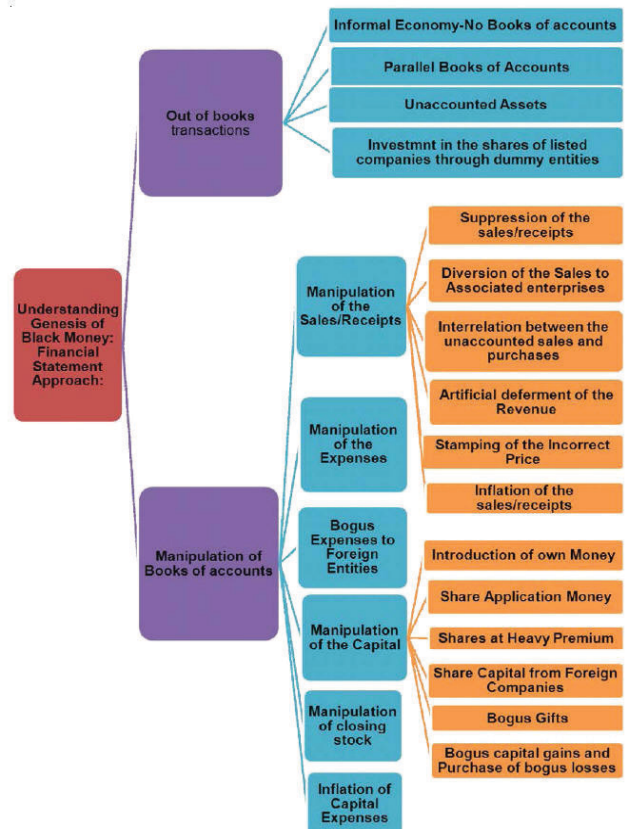 Informal Economy-No Books of accounts
Parallel Books of Accounts
Unaccounted Assets
Investmnt in the shares of listed
companies through dummy entities
Out of books
transactions
Understanding
Genesis of
Black Money:
Financial
Statement
Approach:
Manipulation of
Books of accounts
Manipulation
of the
Sales/Receipts
Suppression of the
sales/receipts
Diversion of the Sales to
Associated enterprises
Interrelation between the
unaccounted sales and
purchases
Artificial deferment of the
Revenue
Stamping of the Incorrect
Price
Inflation of the
sales/receipts
Manipulation
of the
Expenses
Bogus
Expenses to
Foreign
Entities
Manipulation
of the Capital
Introduction of own Money
Share Application Money
Shares at Heavy Premium
Share Capital from Foreign
Companies
Bogus Gifts
Bogus capital gains and
Purchase of bogus losses
Manipulation
of closing
stock
Inflation of
Capital
Expenses